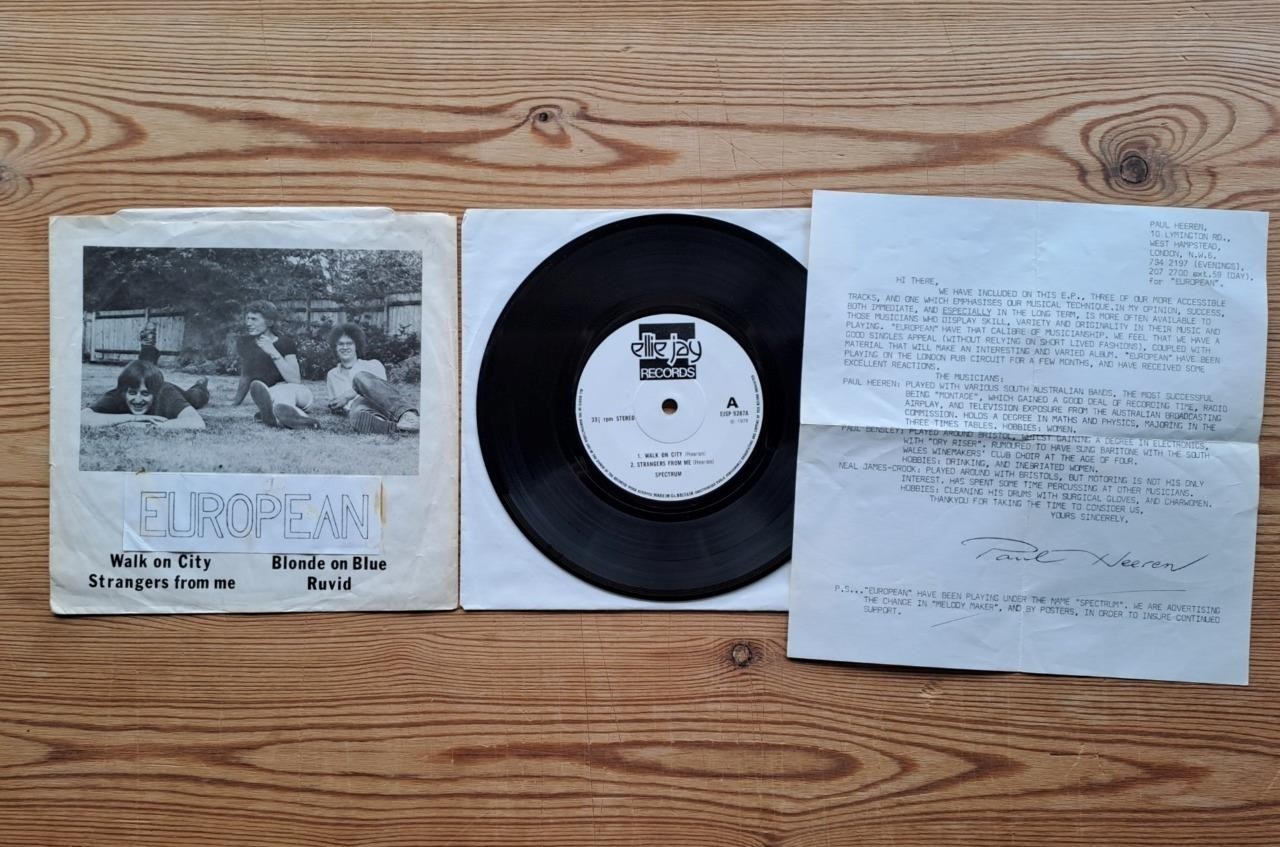 EUROPEAN
Walk on City
Strangers from me
Blonde on Blue
Ruvid
ellie jay
RECORDS
A
33⅓ rpm STEREO
EJSP 9287A
℗ 1979
1. WALK ON CITY (Heeren)
2. STRANGERS FROM ME (Heeren)
SPECTRUM
MADE IN Gt. BRITAIN
PAUL HEEREN,
10 LYMINGTON RD.,
WEST HAMPSTEAD,
LONDON, N.W.6,
794 2197 (EVENINGS),
207 2700 ext.59 (DAY).
for "EUROPEAN".
HI THERE,
WE HAVE INCLUDED ON THIS E.P., THREE OF OUR MORE ACCESSIBLE
TRACKS, AND ONE WHICH EMPHASISES OUR MUSICAL TECHNIQUE.IN MY OPINION, SUCCESS,
BOTH IMMEDIATE, AND ESPECIALLY IN THE LONG TERM, IS MORE OFTEN AVAILABLE TO
THOSE MUSICIANS WHO DISPLAY SKILL, VARIETY AND ORIGINALITY IN THEIR MUSIC AND
PLAYING. "EUROPEAN" HAVE THAT CALIBRE OF MUSICIANSHIP. WE FEEL THAT WE HAVE A
GOOD SINGLES APPEAL (WITHOUT RELYING ON SHORT LIVED FASHIONS), COUPLED WITH
MATERIAL THAT WILL MAKE AN INTERESTING AND VARIED ALBUM. "EUROPEAN" HAVE BEEN
PLAYING ON THE LONDON PUB CIRCUIT FOR A FEW MONTHS, AND HAVE RECEIVED SOME
EXCELLENT REACTIONS.
THE MUSICIANS:
PAUL HEEREN: PLAYED WITH VARIOUS SOUTH AUSTRALIAN BANDS, THE MOST SUCCESSFUL
BEING "MONTAGE", WHICH GAINED A GOOD DEAL OF RECORDING TIME, RADIO
AIRPLAY, AND TELEVISION EXPOSURE FROM THE AUSTRALIAN BROADCASTING
COMMISSION. HOLDS A DEGREE IN MATHS AND PHYSICS, MAJORING IN THE
THREE TIMES TABLES. HOBBIES: WOMEN.
PAUL BENSLEY: PLAYED AROUND BRISTOL, WHILST GAINING A DEGREE IN ELECTRONICS,
WITH "DRY RISER". RUMOURED TO HAVE SUNG BARITONE WITH THE SOUTH
WALES WINEMAKERS' CLUB CHOIR AT THE AGE OF FOUR.
HOBBIES: DRINKING, AND INEBRIATED WOMEN.
NEAL JAMES-CROOK: PLAYED AROUND WITH BRISTOLS, BUT MOTORING IS NOT HIS ONLY
INTEREST. HAS SPENT SOME TIME PERCUSSING AT OTHER MUSICIANS.
HOBBIES: CLEANING HIS DRUMS WITH SURGICAL GLOVES, AND CHARWOMEN.
THANKYOU FOR TAKING THE TIME TO CONSIDER US,
YOURS SINCERELY,
Paul Heeren
P.S..."EUROPEAN" HAVE BEEN PLAYING UNDER THE NAME "SPECTRUM". WE ARE ADVERTISING
THE CHANGE IN "MELODY MAKER", AND BY POSTERS, IN ORDER TO INSURE CONTINUED
SUPPORT.